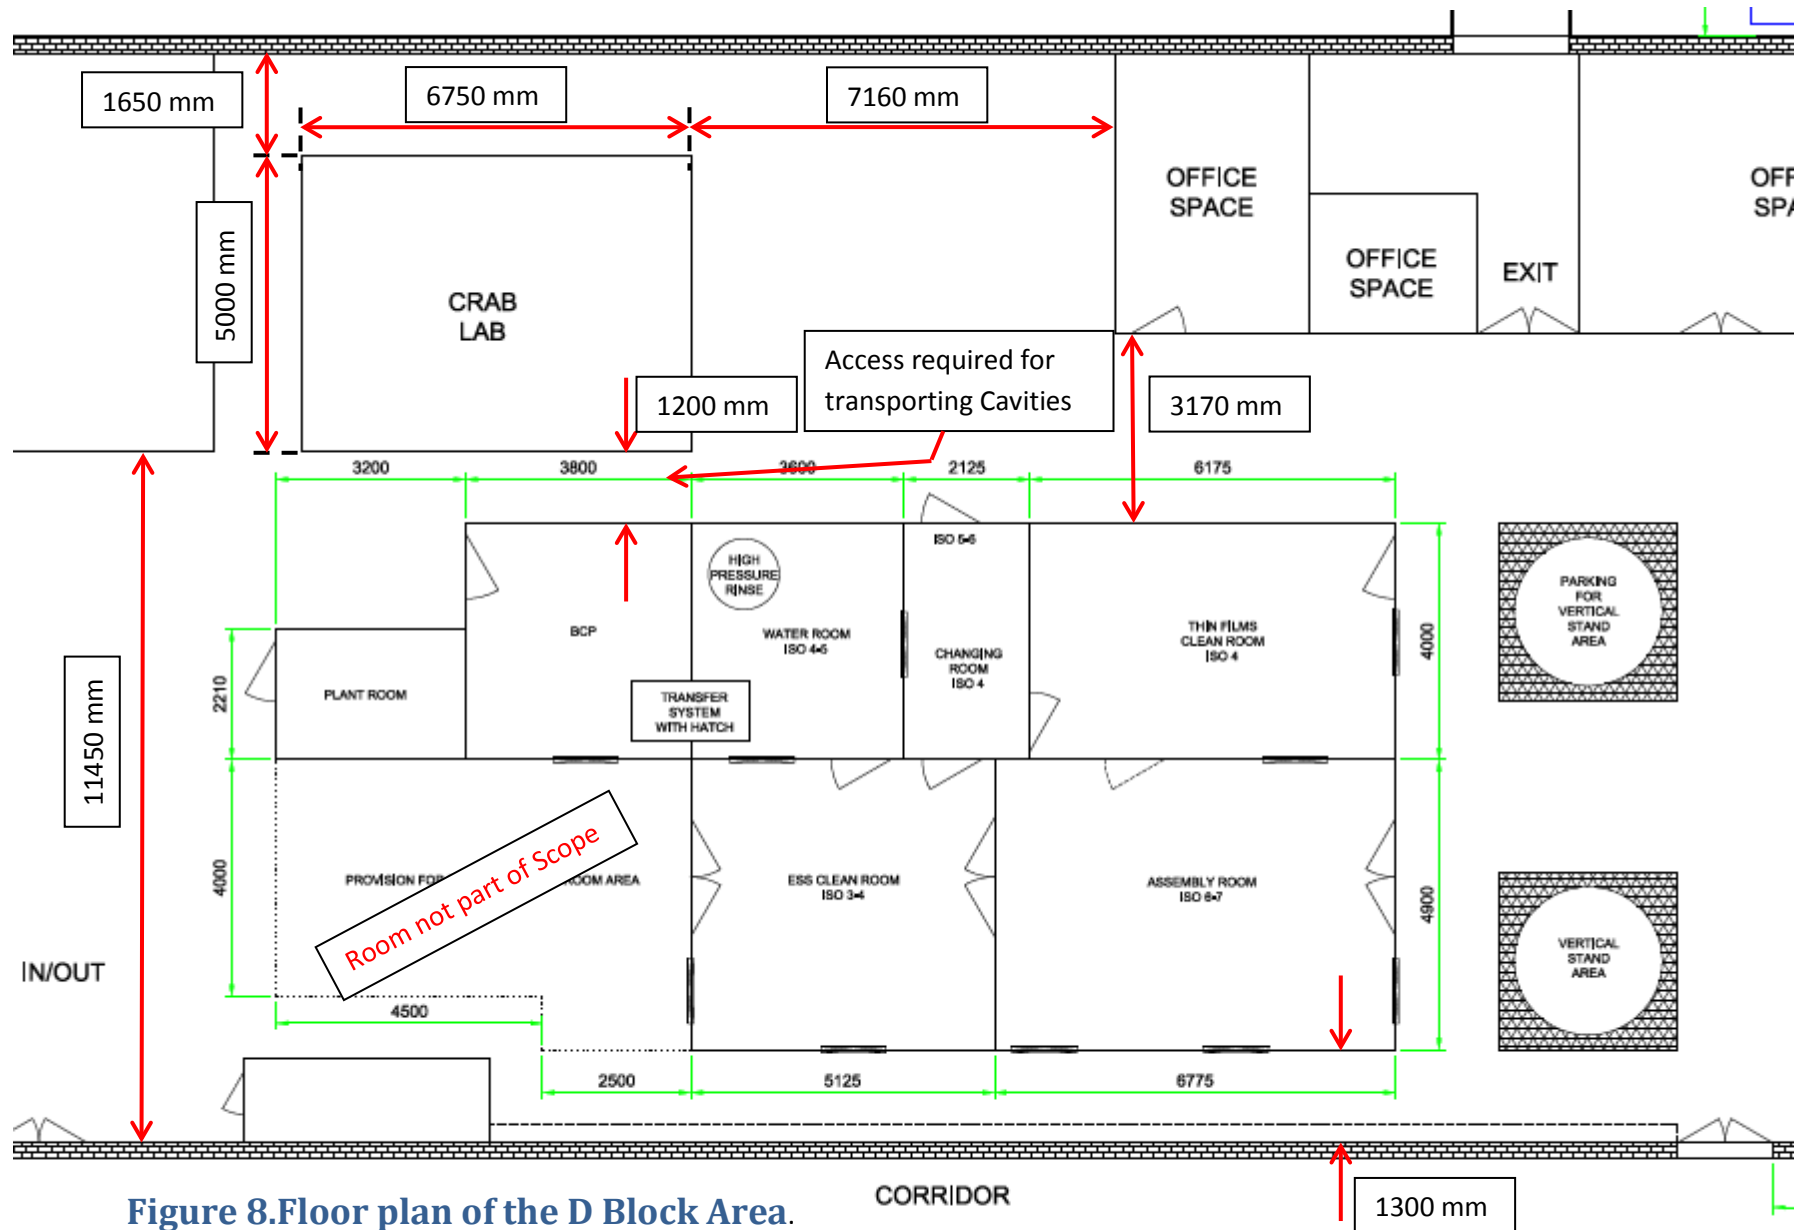 1650 mm
6750 mm
7160 mm
OFFICE
SPACE
OFFICE
SPACE
EXIT
5000 mm
CRAB
LAB
Access required for
transporting Cavities
1200 mm
3170 mm
3200
3800
3600
2125
6175
ISO 5-6
HIGH
PRESSURE
RINSE
BCP
WATER ROOM
ISO 4-5
CHANGING
ROOM
ISO 4
THIN FILMS
CLEAN ROOM
ISO 4
4000
PARKING
FOR
VERTICAL
STAND
AREA
2210
PLANT ROOM
TRANSFER
SYSTEM
WITH HATCH
11450 mm
4000
PROVISION FOR
ROOM AREA
Room not part of Scope
ESS CLEAN ROOM
ISO 3-4
ASSEMBLY ROOM
ISO 6-7
4900
VERTICAL
STAND
AREA
IN/OUT
4500
2500
5125
6775
CORRIDOR
1300 mm
Figure 8.Floor plan of the D Block Area.